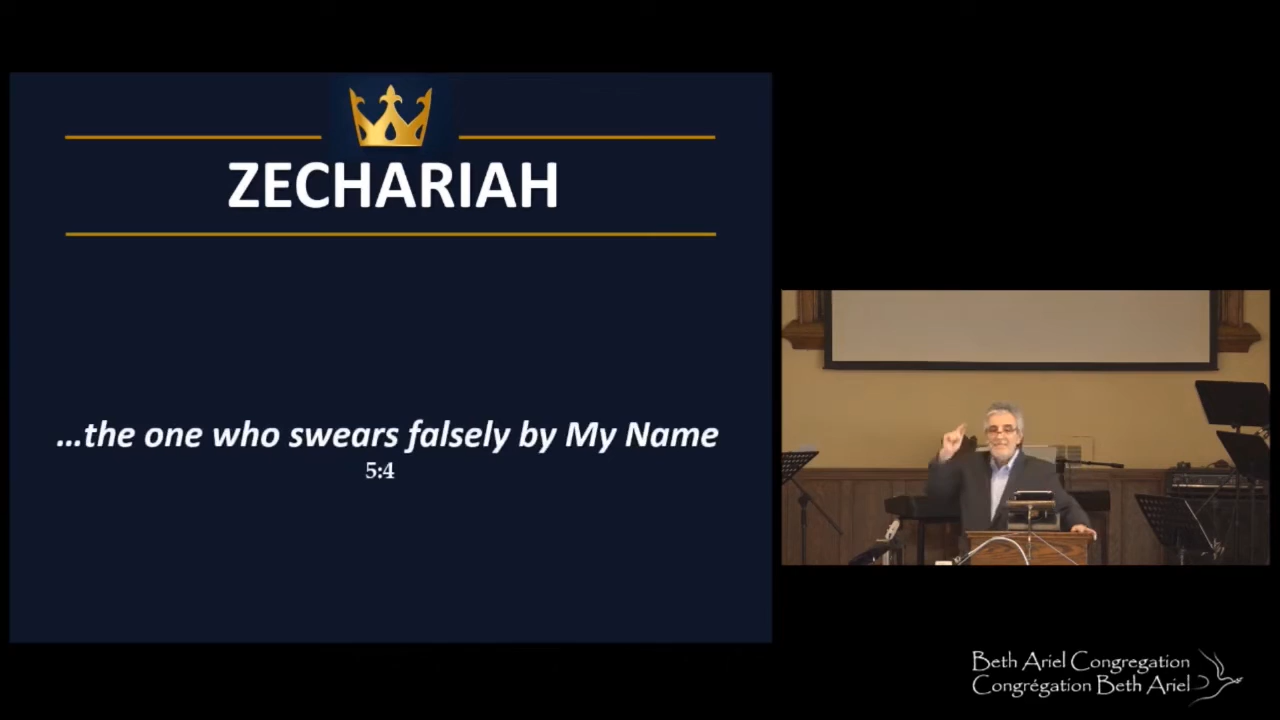 ZECHARIAH
…the one who swears falsely by My Name
5:4
Beth Ariel Congregation
Congrégation Beth Ariel